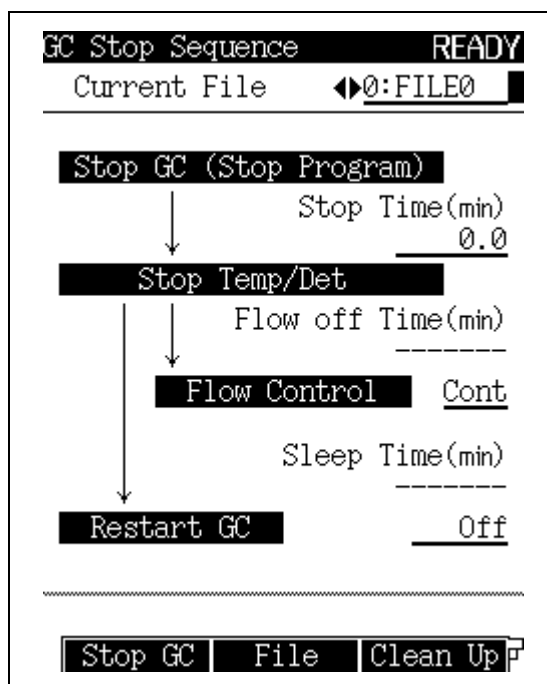 GC Stop Sequence READY
Current File 0:FILE0
Stop GC (Stop Program)
Stop Time(min)
0.0
Stop Temp/Det
Flow off Time(min)
-------
Flow Control Cont
Sleep Time(min)
-------
Restart GC Off
Stop GC File Clean Up